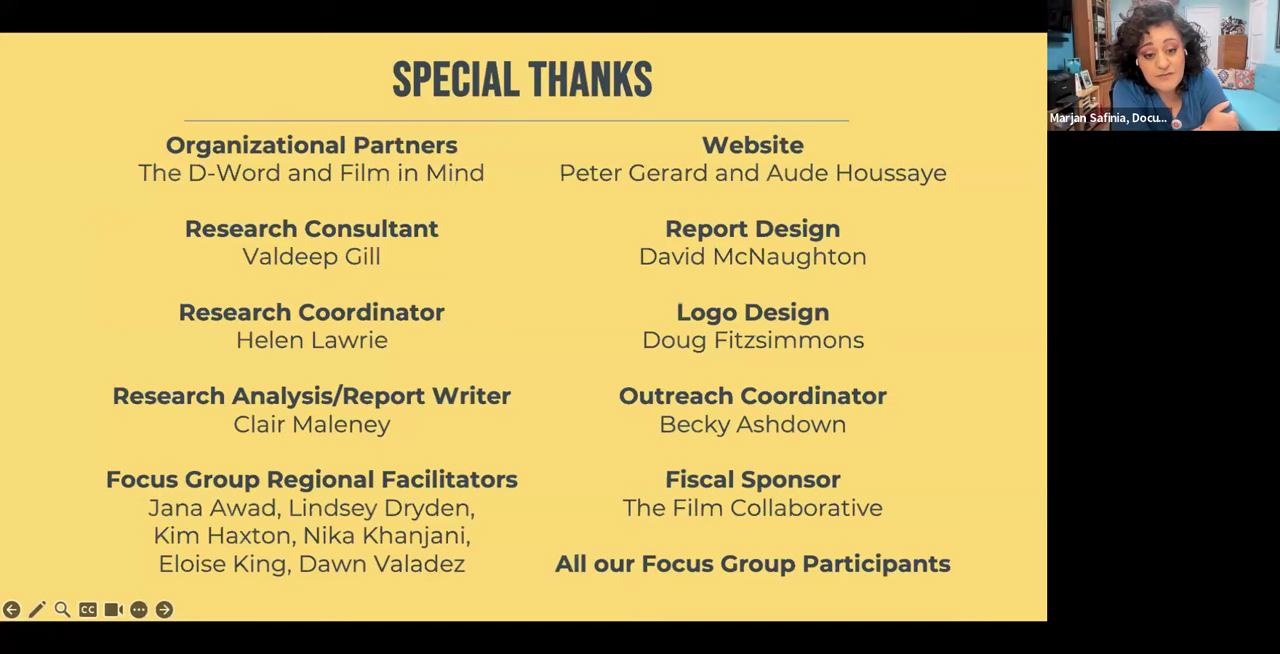 SPECIAL THANKS
Organizational Partners
The D-Word and Film in Mind
Research Consultant
Valdeep Gill
Research Coordinator
Helen Lawrie
Research Analysis/Report Writer
Clair Maleney
Focus Group Regional Facilitators
Jana Awad, Lindsey Dryden,
Kim Haxton, Nika Khanjani,
Eloise King, Dawn Valadez
Website
Peter Gerard and Aude Houssaye
Report Design
David McNaughton
Logo Design
Doug Fitzsimmons
Outreach Coordinator
Becky Ashdown
Fiscal Sponsor
The Film Collaborative
All our Focus Group Participants
CC
Marjan Safinia, Docu...